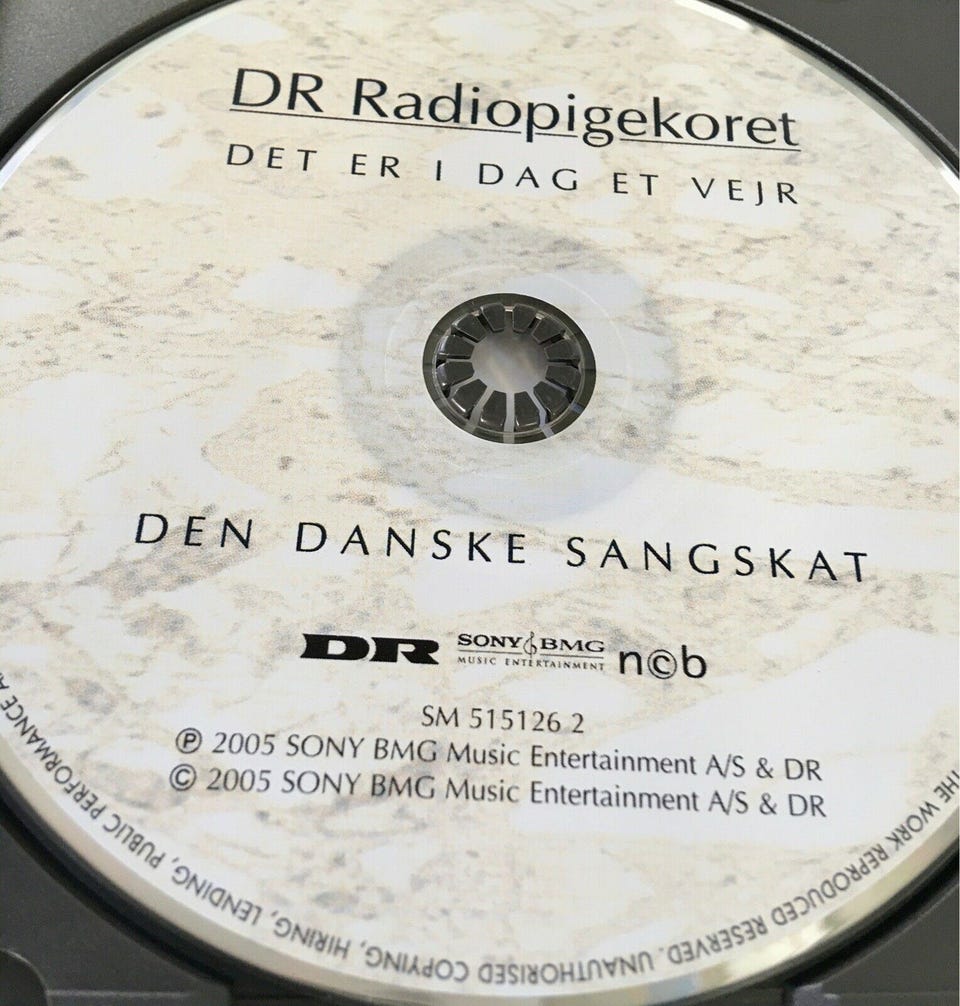 DR Radiopigekoret
DET ER I DAG ET VEJR
DEN DANSKE SANGSKAT
DR SONY BMG n©b
MUSIC ENTERTAINMENT
SM 515126 2
℗ 2005 SONY BMG Music Entertainment A/S & DR
© 2005 SONY BMG Music Entertainment A/S & DR
THE WORK REPRODUCED RESERVED. UNAUTHORISED COPYING, HIRING, LENDING, PUBLIC PERFORMANCE